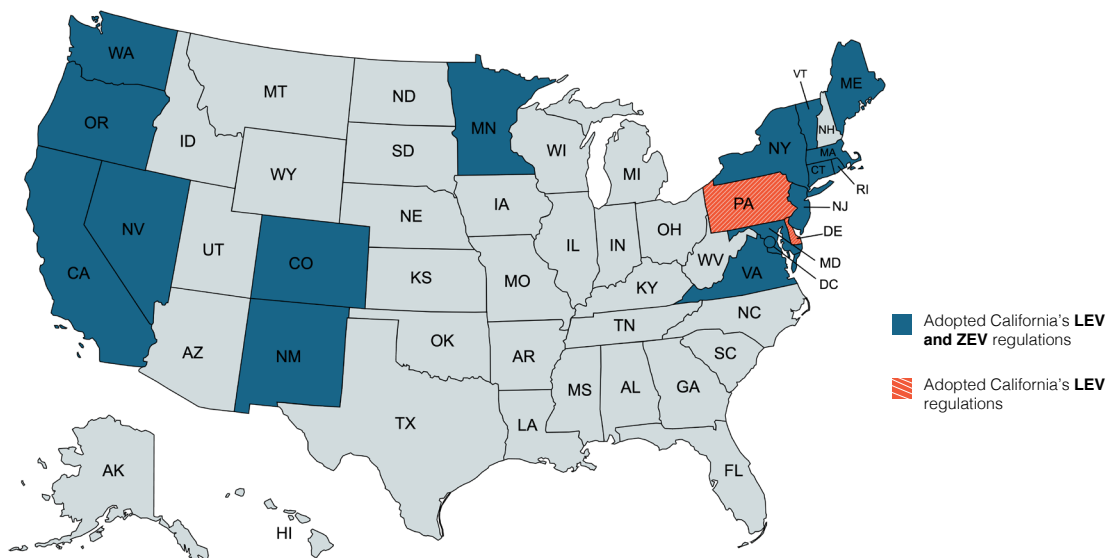 WA
OR
CA
NV
ID
MT
WY
UT
CO
AZ
NM
ND
SD
NE
KS
OK
TX
MN
IA
MO
AR
LA
WI
IL
MI
IN
OH
KY
TN
MS
AL
GA
FL
SC
NC
VA
WV
PA
NY
VT
NH
ME
MA
CT
RI
NJ
DE
MD
DC
AK
HI
Adopted California's LEV
and ZEV regulations
Adopted California's LEV
regulations